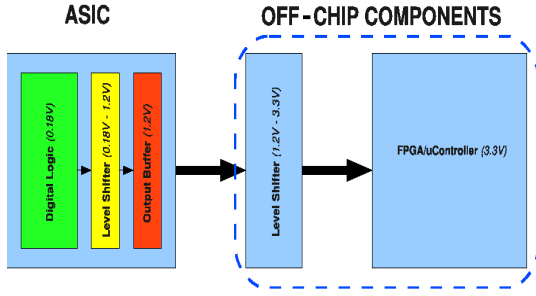 ASIC
OFF-CHIP COMPONENTS
Digital Logic (0.18V)
Level Shifter (0.18V - 1.2V)
Output Buffer (1.2V)
Level Shifter (1.2V - 3.3V)
FPGA/uController (3.3V)